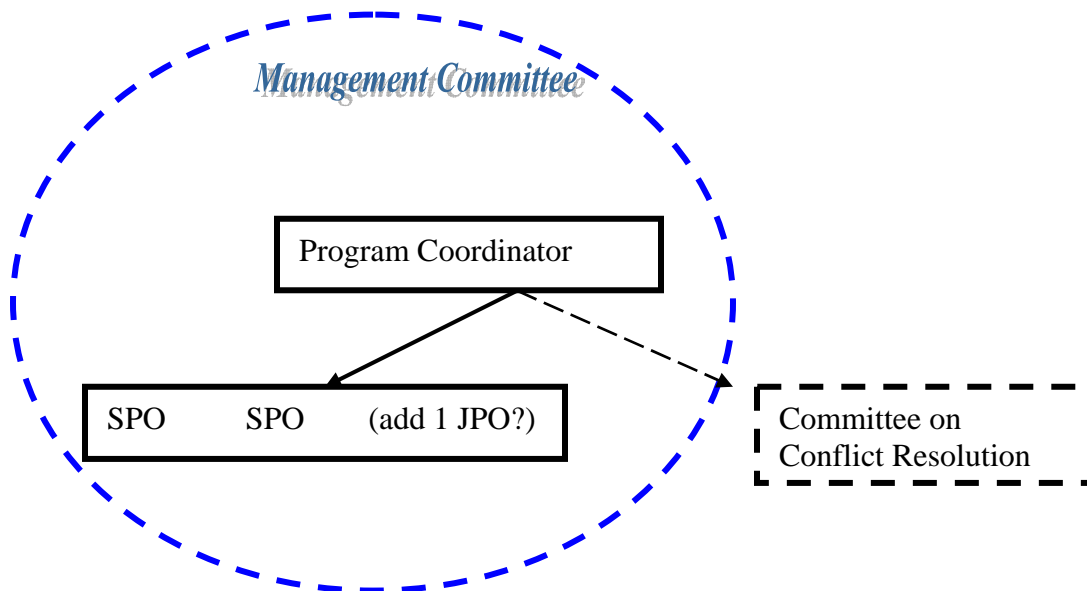 Management Committee
Program Coordinator
SPO SPO (add 1 JPO?)
Committee on
Conflict Resolution